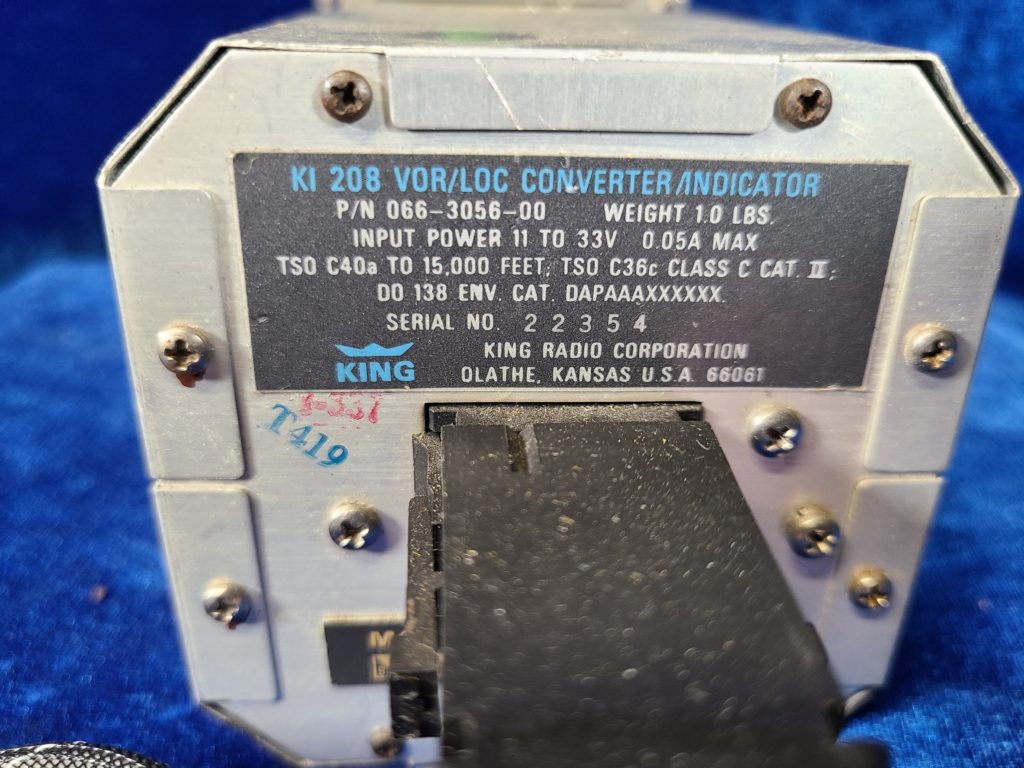 KI 208 VOR/LOC CONVERTER/INDICATOR
P/N 066-3056-00 WEIGHT 1.0 LBS.
INPUT POWER 11 TO 33V 0.05A MAX
TSO C40a TO 15,000 FEET, TSO C36c CLASS C CAT. II;
DO 138 ENV. CAT. DAPAAAXXXXXX.
SERIAL NO. 22354
KING KING RADIO CORPORATION
OLATHE, KANSAS U.S.A. 66061
T419